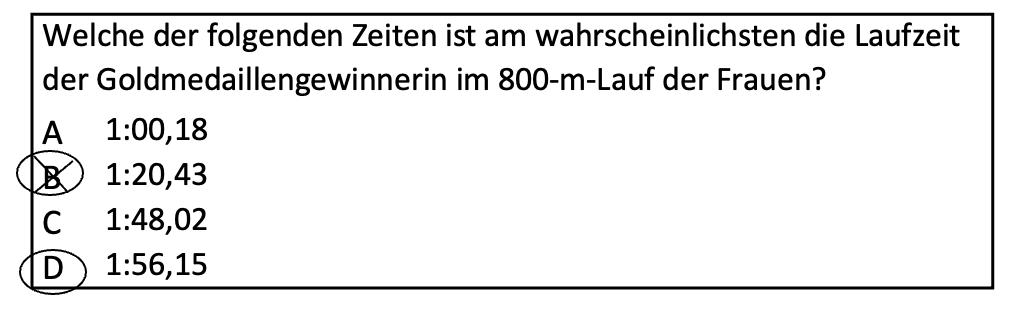 Welche der folgenden Zeiten ist am wahrscheinlichsten die Laufzeit
der Goldmedaillengewinnerin im 800-m-Lauf der Frauen?
A 1:00,18
B 1:20,43
C 1:48,02
D 1:56,15